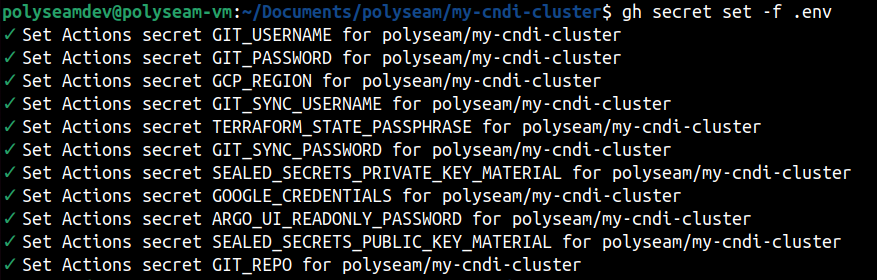 polyseamdev@polyseam-vm:~/Documents/polyseam/my-cndi-cluster$ gh secret set -f .env
✓ Set Actions secret GIT_USERNAME for polyseam/my-cndi-cluster
✓ Set Actions secret GIT_PASSWORD for polyseam/my-cndi-cluster
✓ Set Actions secret GCP_REGION for polyseam/my-cndi-cluster
✓ Set Actions secret GIT_SYNC_USERNAME for polyseam/my-cndi-cluster
✓ Set Actions secret TERRAFORM_STATE_PASSPHRASE for polyseam/my-cndi-cluster
✓ Set Actions secret GIT_SYNC_PASSWORD for polyseam/my-cndi-cluster
✓ Set Actions secret SEALED_SECRETS_PRIVATE_KEY_MATERIAL for polyseam/my-cndi-cluster
✓ Set Actions secret GOOGLE_CREDENTIALS for polyseam/my-cndi-cluster
✓ Set Actions secret ARGO_UI_READONLY_PASSWORD for polyseam/my-cndi-cluster
✓ Set Actions secret SEALED_SECRETS_PUBLIC_KEY_MATERIAL for polyseam/my-cndi-cluster
✓ Set Actions secret GIT_REPO for polyseam/my-cndi-cluster